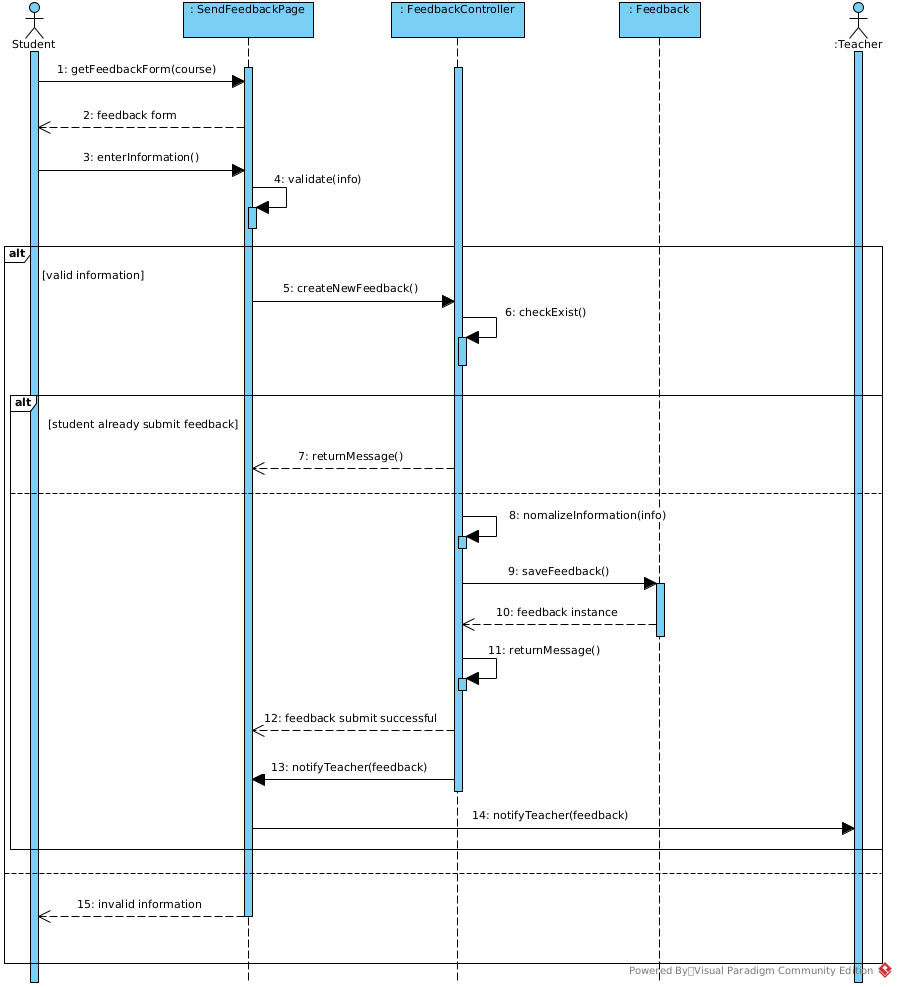 : SendFeedbackPage
: FeedbackController
: Feedback
Student
:Teacher
1: getFeedbackForm(course)
2: feedback form
3: enterInformation()
4: validate(info)
alt
[valid information]
5: createNewFeedback()
6: checkExist()
alt
[student already submit feedback]
7: returnMessage()
8: nomalizeInformation(info)
9: saveFeedback()
10: feedback instance
11: returnMessage()
12: feedback submit successful
13: notifyTeacher(feedback)
14: notifyTeacher(feedback)
15: invalid information
Powered By Visual Paradigm Community Edition